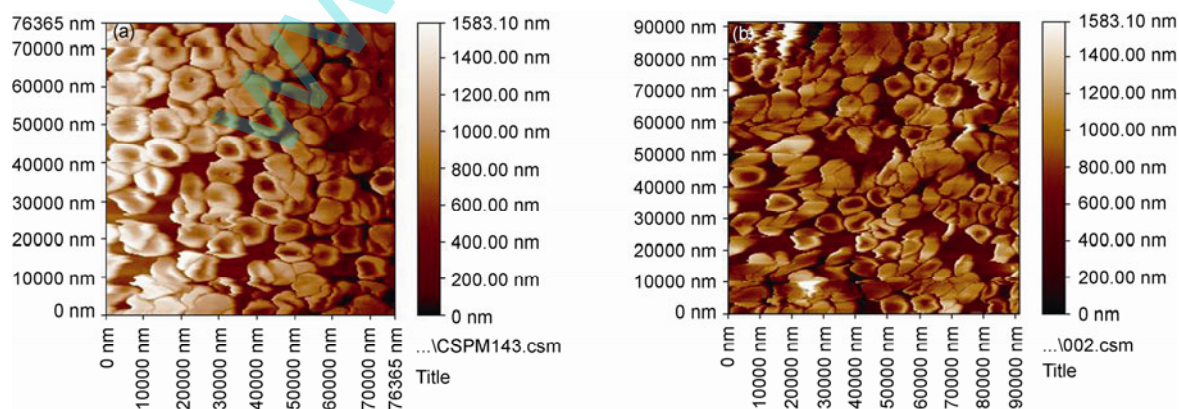 (a)
76365 nm
70000 nm
60000 nm
50000 nm
40000 nm
30000 nm
20000 nm
10000 nm
0 nm
0 nm
10000 nm
20000 nm
30000 nm
40000 nm
50000 nm
60000 nm
70000 nm
76365 nm
1583.10 nm
1400.00 nm
1200.00 nm
1000.00 nm
800.00 nm
600.00 nm
400.00 nm
200.00 nm
0 nm
...\CSPM143.csm
Title
(b)
90000 nm
80000 nm
70000 nm
60000 nm
50000 nm
40000 nm
30000 nm
20000 nm
10000 nm
0 nm
0 nm
10000 nm
20000 nm
30000 nm
40000 nm
50000 nm
60000 nm
70000 nm
80000 nm
90000 nm
1583.10 nm
1400.00 nm
1200.00 nm
1000.00 nm
800.00 nm
600.00 nm
400.00 nm
200.00 nm
0 nm
...\002.csm
Title